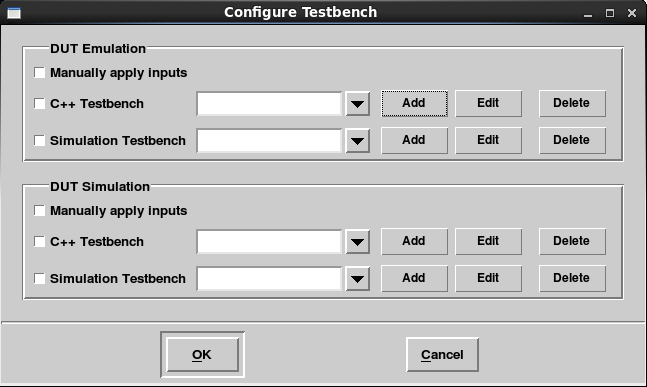 Configure Testbench
DUT Emulation
Manually apply inputs
C++ Testbench Add Edit Delete
Simulation Testbench Add Edit Delete
DUT Simulation
Manually apply inputs
C++ Testbench Add Edit Delete
Simulation Testbench Add Edit Delete
OK Cancel